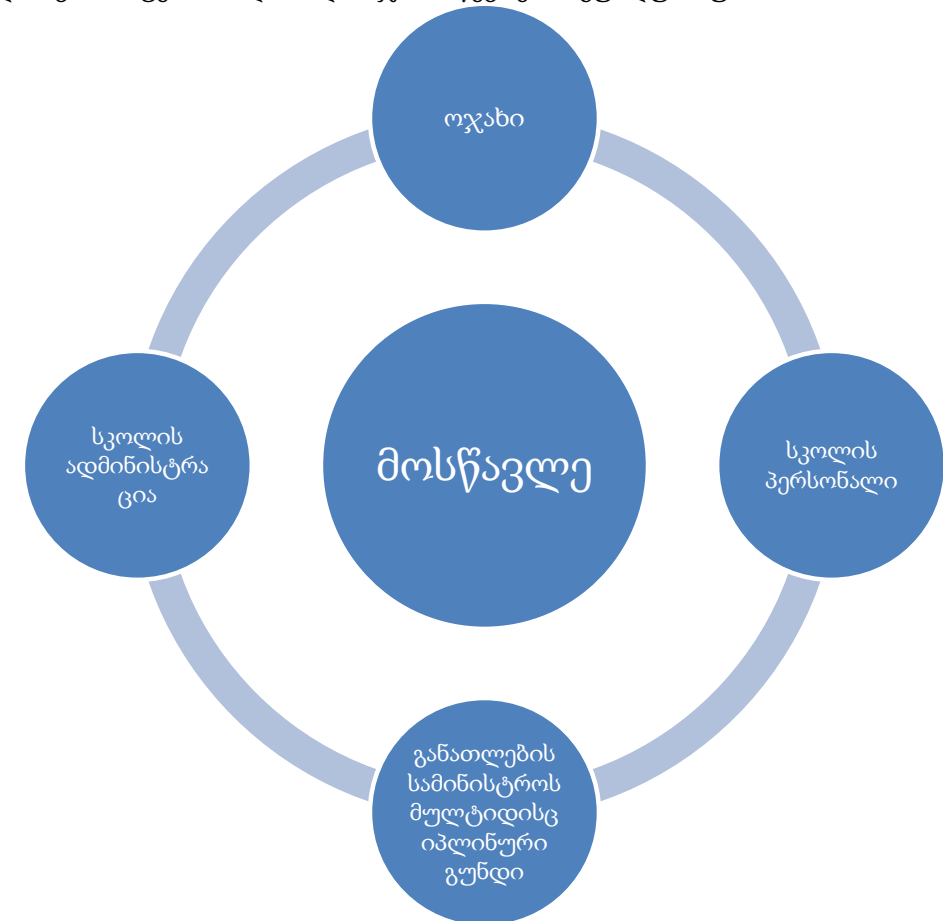 ოჯახი
სკოლის
ადმინისტრა
ცია
მოსწავლე
სკოლის
პერსონალი
განათლების
სამინისტროს
მულტიდისც
იპლინური
გუნდი